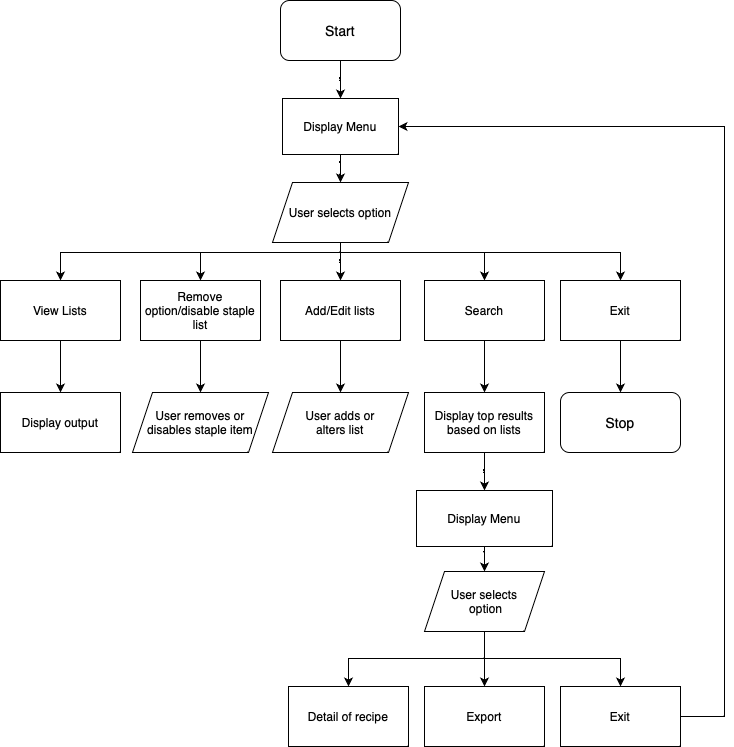 Start
Display Menu
User selects option
View Lists
Remove
option/disable staple
list
Add/Edit lists
Search
Exit
Display output
User removes or
disables staple item
User adds or
alters list
Display top results
based on lists
Stop
Display Menu
User selects
option
Detail of recipe
Export
Exit